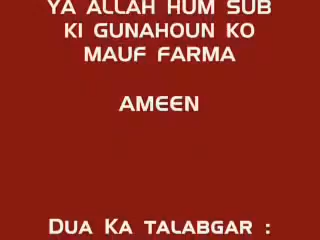 YA ALLAH HUM SUB
KI GUNAHOUN KO
MAUF FARMA
AMEEN
DUA KA TALABGAR :